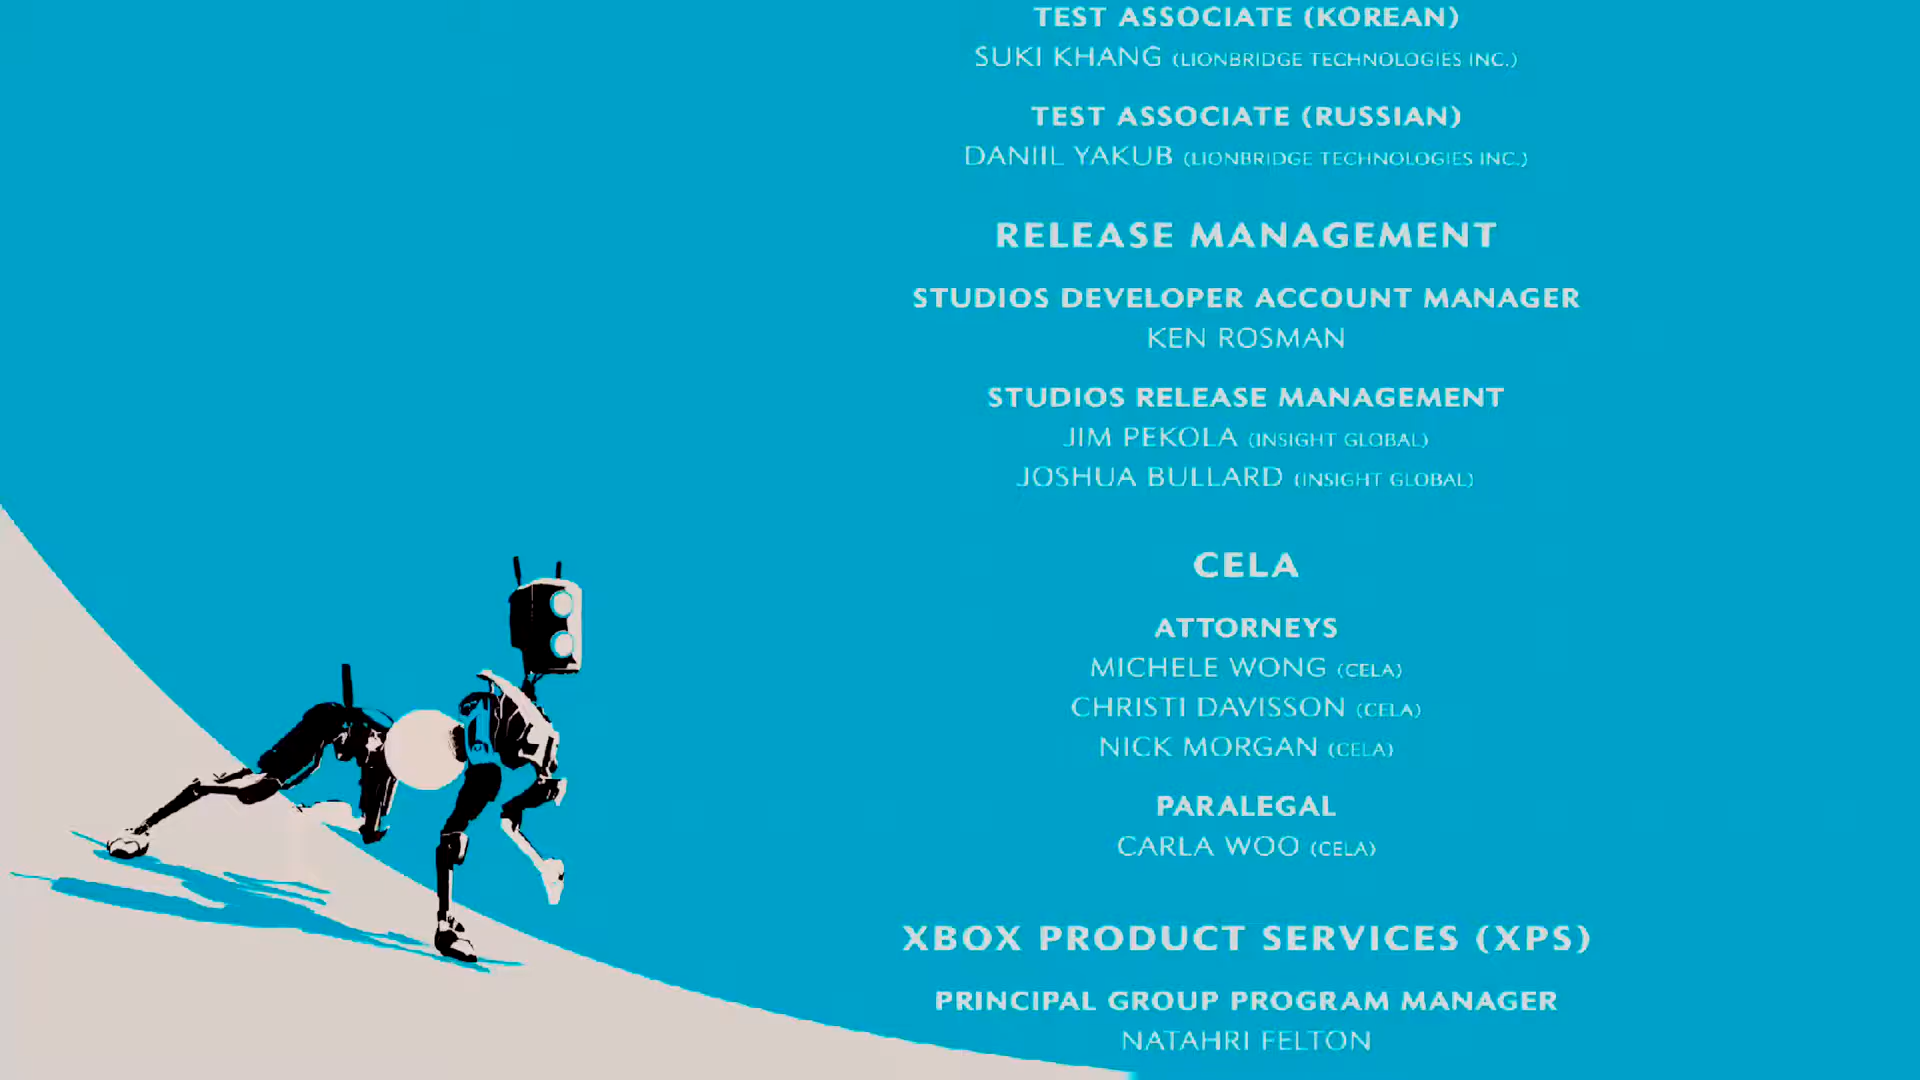 TEST ASSOCIATE (KOREAN)
SUKI KHANG (LIONBRIDGE TECHNOLOGIES INC.)
TEST ASSOCIATE (RUSSIAN)
DANIIL YAKUB (LIONBRIDGE TECHNOLOGIES INC.)
RELEASE MANAGEMENT
STUDIOS DEVELOPER ACCOUNT MANAGER
KEN ROSMAN
STUDIOS RELEASE MANAGEMENT
JIM PEKOLA (INSIGHT GLOBAL)
JOSHUA BULLARD (INSIGHT GLOBAL)
CELA
ATTORNEYS
MICHELE WONG (CELA)
CHRISTI DAVISSON (CELA)
NICK MORGAN (CELA)
PARALEGAL
CARLA WOO (CELA)
XBOX PRODUCT SERVICES (XPS)
PRINCIPAL GROUP PROGRAM MANAGER
NATAHRI FELTON